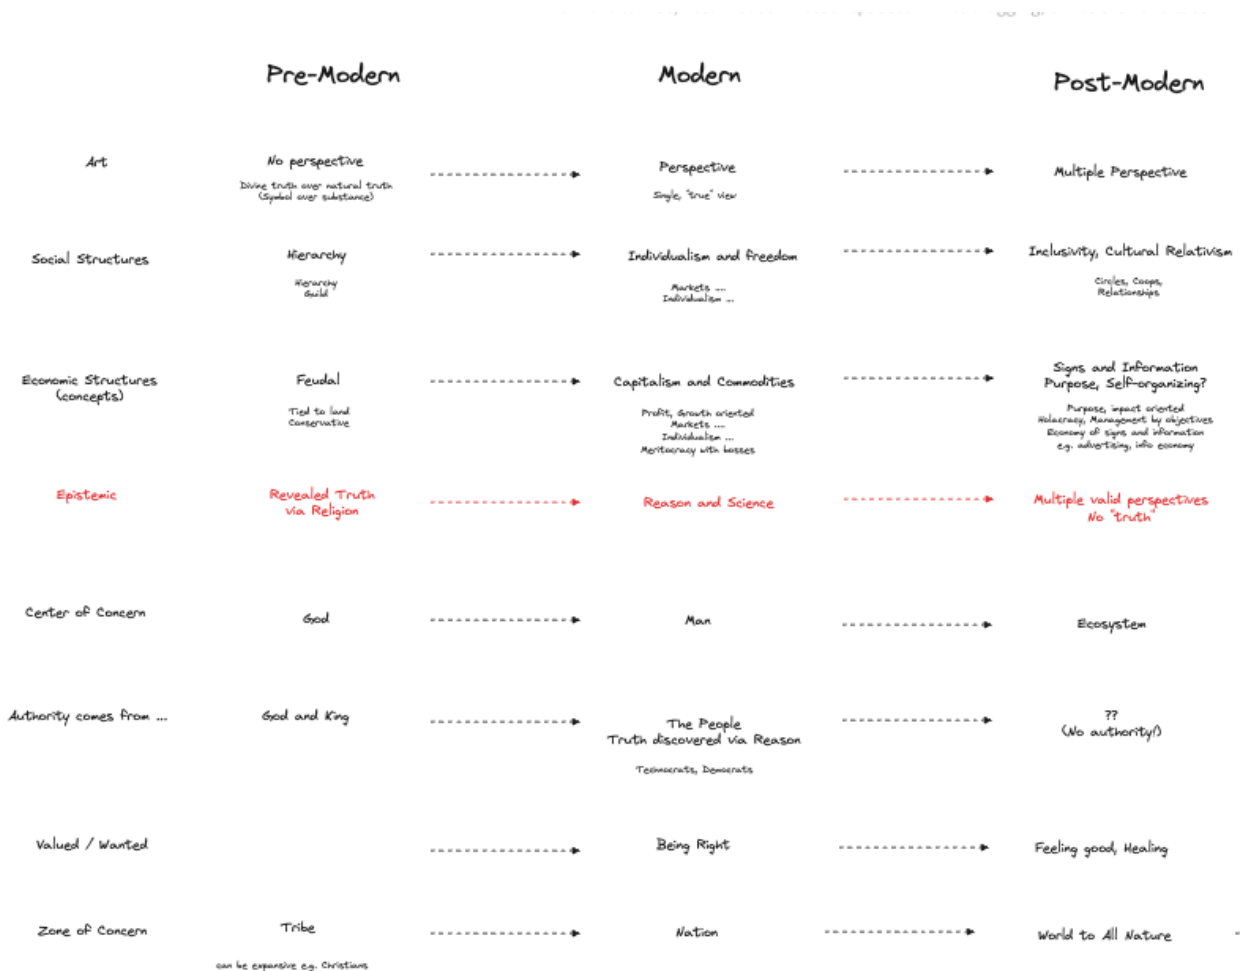 Pre-Modern
Modern
Post-Modern
Art
No perspective
Divine truth over natural truth
(Symbol over substance)
Perspective
Single, "true" view
Multiple Perspective
Social Structures
Hierarchy
Hierarchy
Guild
Individualism and freedom
Markets ....
Individualism ...
Inclusivity, Cultural Relativism
Circles, Coops,
Relationships
Economic Structures
(concepts)
Feudal
Tied to land
Conservative
Capitalism and Commodities
Profit, Growth oriented
Markets ....
Individualism ...
Meritocracy with bosses
Signs and Information
Purpose, Self-organizing?
Purpose, impact oriented
Holacracy, Management by objectives
Economy of signs and information
e.g. advertising, info economy
Epistemic
Revealed Truth
via Religion
Reason and Science
Multiple valid perspectives
No "truth"
Center of Concern
God
Man
Ecosystem
Authority comes from ...
God and King
The People
Truth discovered via Reason
Technocrats, Democrats
??
(No authority!)
Valued / Wanted
Being Right
Feeling good, Healing
Zone of Concern
Tribe
can be expansive e.g. Christians
Nation
World to All Nature